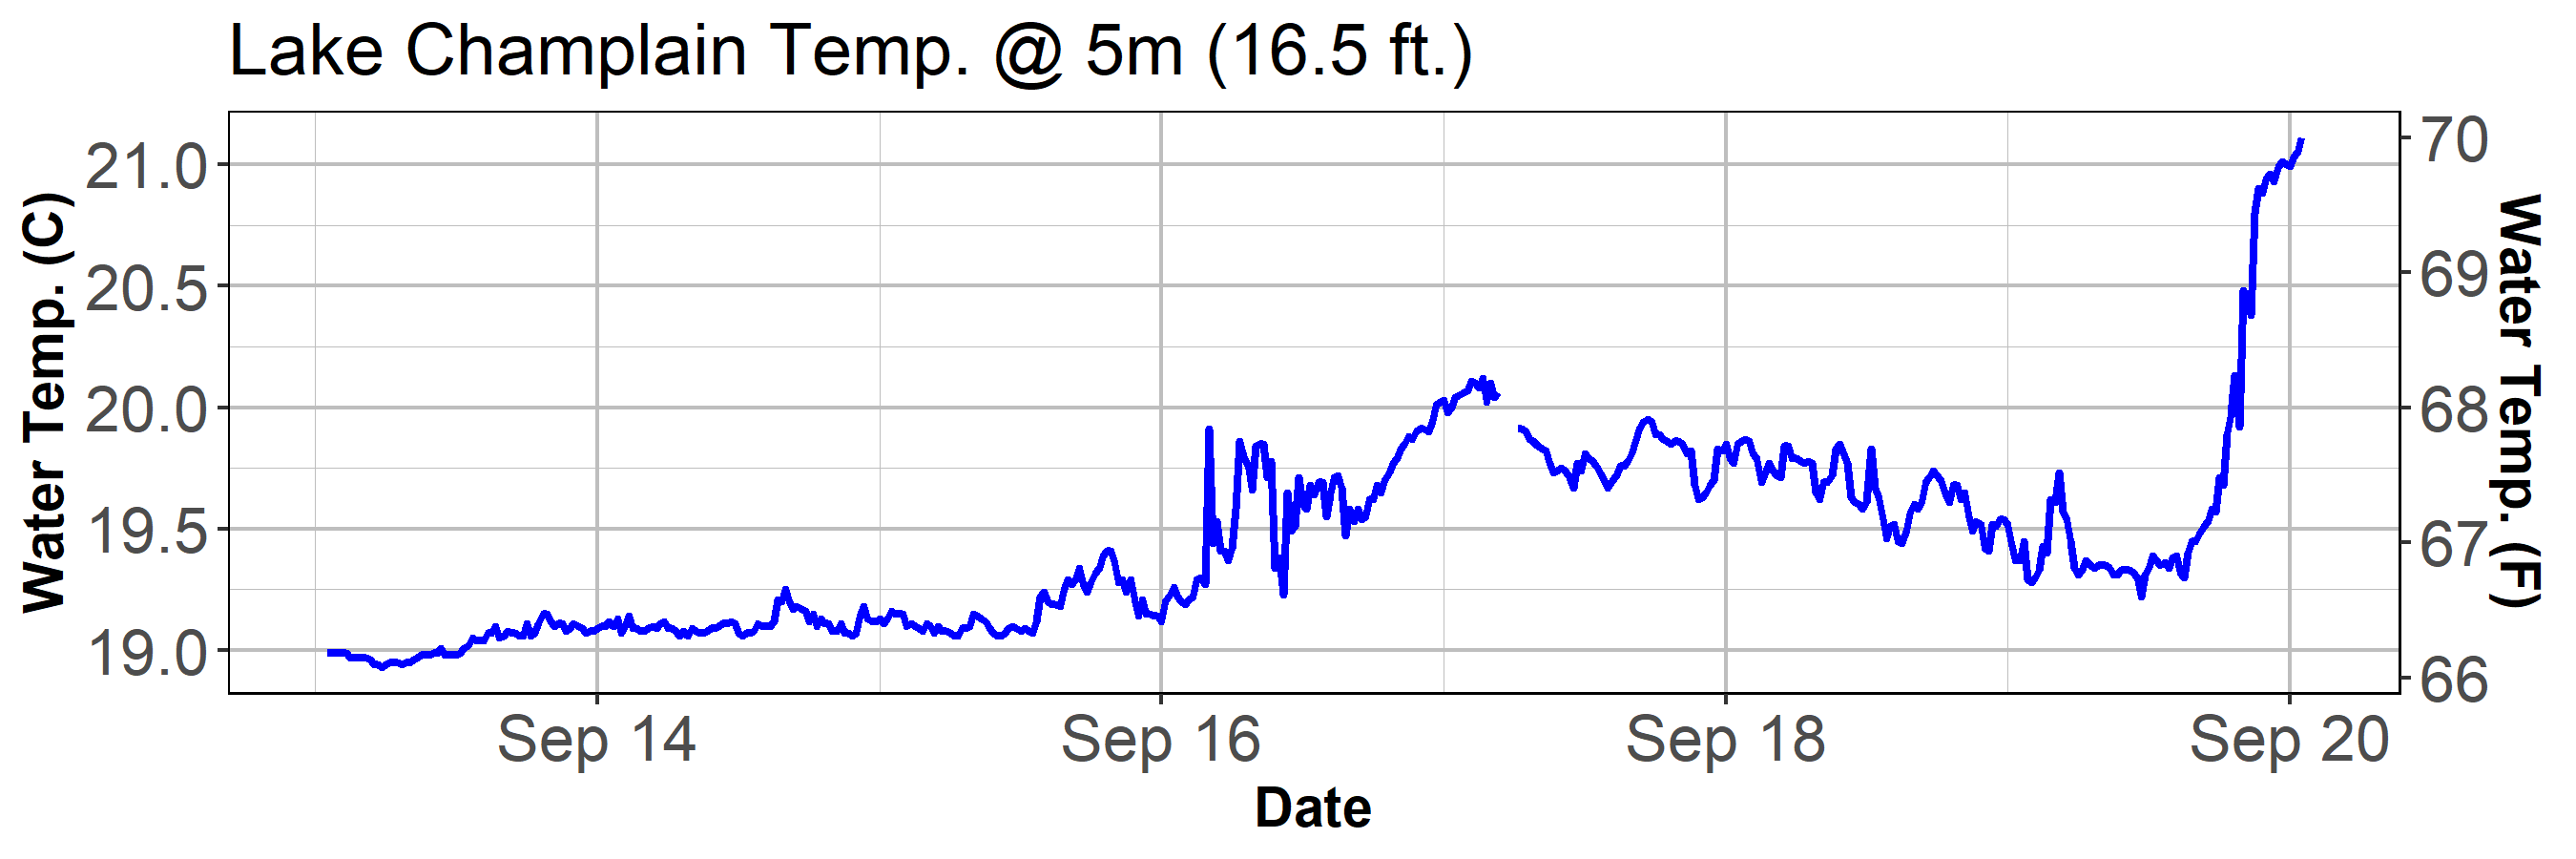 Lake Champlain Temp. @ 5m (16.5 ft.)
Water Temp. (C)
21.0
20.5
20.0
19.5
19.0
70
69
68
67
66
Water Temp. (F)
Sep 14
Sep 16
Sep 18
Sep 20
Date